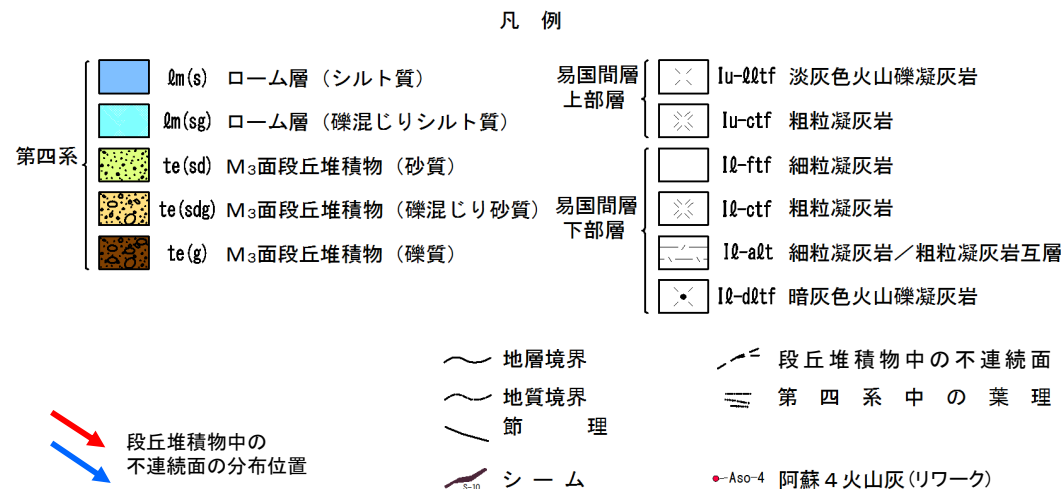 凡 例
第四系
ℓm(s) ローム層（シルト質）
ℓm(sg) ローム層（礫混じりシルト質）
te(sd) M₃面段丘堆積物（砂質）
te(sdg) M₃面段丘堆積物（礫混じり砂質）
te(g) M₃面段丘堆積物（礫質）
易国間層
上部層
Iu-ℓℓtf 淡灰色火山礫凝灰岩
Iu-ctf 粗粒凝灰岩
易国間層
下部層
Iℓ-ftf 細粒凝灰岩
Iℓ-ctf 粗粒凝灰岩
Iℓ-aℓt 細粒凝灰岩／粗粒凝灰岩互層
Iℓ-dℓtf 暗灰色火山礫凝灰岩
地層境界
地質境界
節理
S-10 シーム
段丘堆積物中の不連続面
第四系中の葉理
Aso-4 阿蘇４火山灰(リワーク)
段丘堆積物中の
不連続面の分布位置